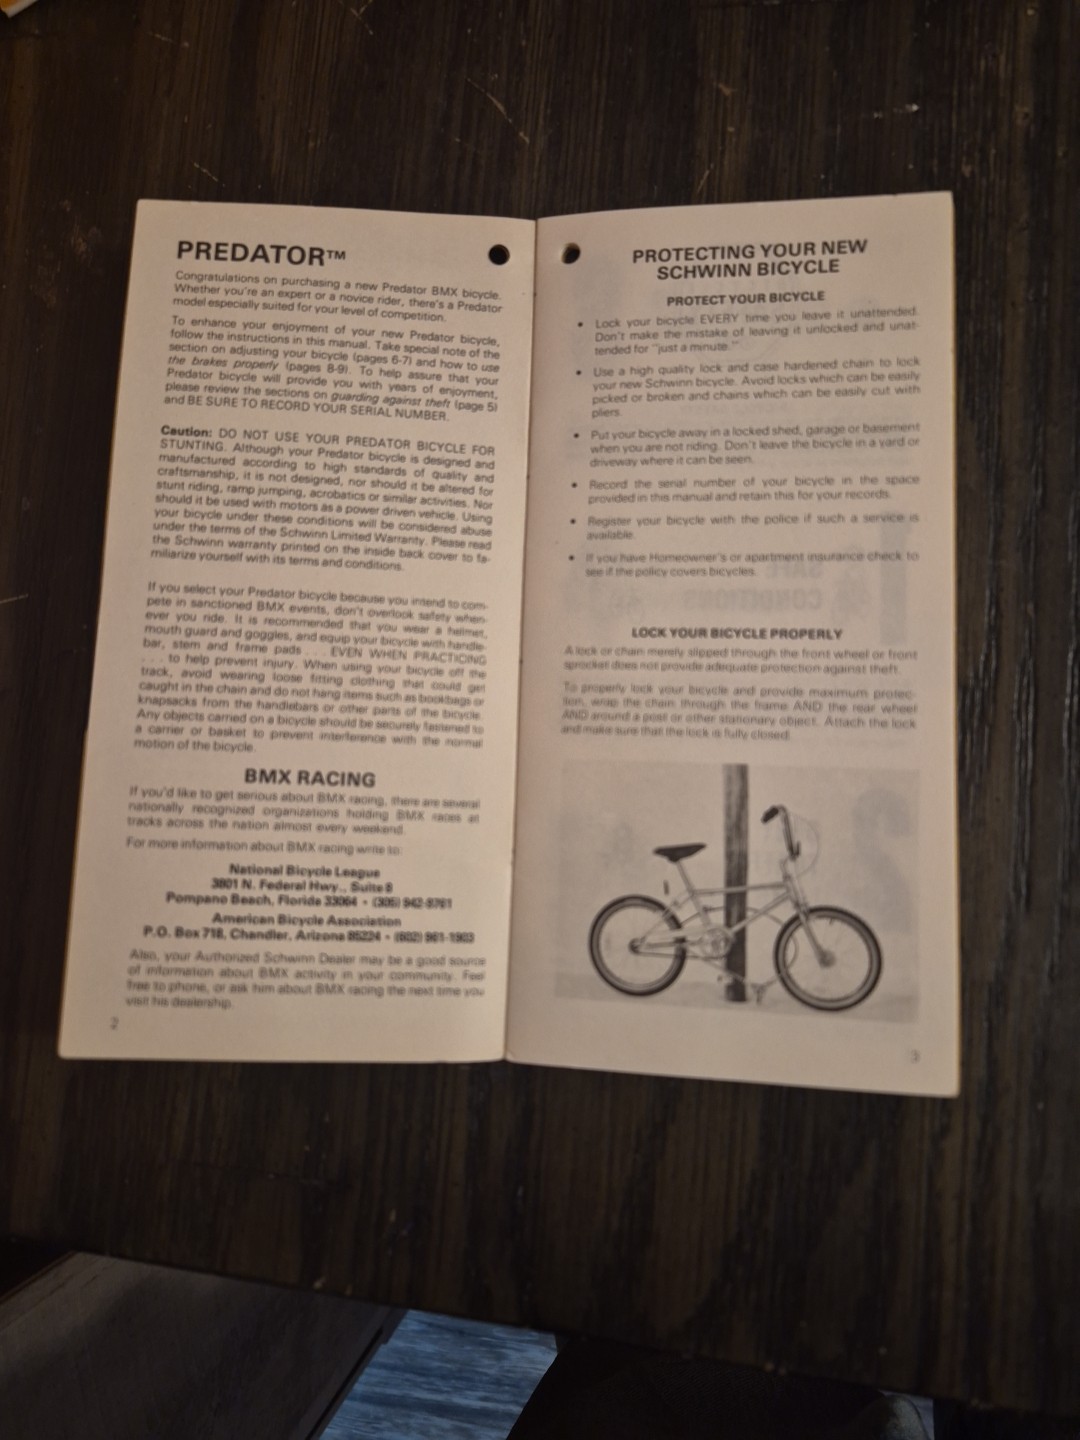 PREDATOR™
Congratulations on purchasing a new Predator BMX bicycle.
Whether you're an expert or a novice rider, there's a Predator
model especially suited for your level of competition.
To enhance your enjoyment of your new Predator bicycle,
follow the instructions in this manual. Take special note of the
section on adjusting your bicycle (pages 6-7) and how to use
the brakes properly (pages 8-9). To help assure that your
Predator bicycle will provide you with years of enjoyment,
please review the sections on guarding against theft (page 5)
and BE SURE TO RECORD YOUR SERIAL NUMBER.
Caution: DO NOT USE YOUR PREDATOR BICYCLE FOR
STUNTING. Although your Predator bicycle is designed and
manufactured according to high standards of quality and
craftsmanship, it is not designed, nor should it be altered for
stunt riding, ramp jumping, acrobatics or similar activities. Nor
should it be used with motors as a power driven vehicle. Using
your bicycle under these conditions will be considered abuse
under the terms of the Schwinn Limited Warranty. Please read
the Schwinn warranty printed on the inside back cover to fa-
miliarize yourself with its terms and conditions.
If you select your Predator bicycle because you intend to com-
pete in sanctioned BMX events, don't overlook safety when-
ever you ride. It is recommended that you wear a helmet,
mouth guard and goggles, and equip your bicycle with handle-
bar, stem and frame pads . . . EVEN WHEN PRACTICING
. . . to help prevent injury. When using your bicycle off the
track, avoid wearing loose fitting clothing that could get
caught in the chain and do not hang items such as bookbags or
knapsacks from the handlebars or other parts of the bicycle.
Any objects carried on a bicycle should be securely fastened to
a carrier or basket to prevent interference with the normal
motion of the bicycle.
BMX RACING
If you'd like to get serious about BMX racing, there are several
nationally recognized organizations holding BMX races at
tracks across the nation almost every weekend.
For more information about BMX racing write to:
National Bicycle League
3801 N. Federal Hwy., Suite 8
Pompano Beach, Florida 33064 • (305)
American Bicycle Association
P.O. Box 718, Chandler, Arizona 85224 • (602) 961-1903
Also, your Authorized Schwinn Dealer may be a good source
of information about BMX activity in your community. Feel
free to phone, or ask him about BMX racing the next time you
visit his dealership.
2
PROTECTING YOUR NEW
SCHWINN BICYCLE
PROTECT YOUR BICYCLE
• Lock your bicycle EVERY time you leave it unattended.
Don't make the mistake of leaving it unlocked and unat-
tended for "just a minute."
• Use a high quality lock and case hardened chain to lock
your new Schwinn bicycle. Avoid locks which can be easily
picked or broken and chains which can be easily cut with
pliers.
• Put your bicycle away in a locked shed, garage or basement
when you are not riding. Don't leave the bicycle in a yard or
driveway where it can be seen.
• Record the serial number of your bicycle in the space
provided in this manual and retain this for your records.
• Register your bicycle with the police if such a service is
available.
• If you have Homeowner's or apartment insurance check to
see if the policy covers bicycles.
LOCK YOUR BICYCLE PROPERLY
A lock or chain merely slipped through the front wheel or front
sprocket does not provide adequate protection against theft.
To properly lock your bicycle and provide maximum protec-
tion, wrap the chain through the frame AND the rear wheel
AND around a post or other stationary object. Attach the lock
and make sure that the lock is fully closed.
3